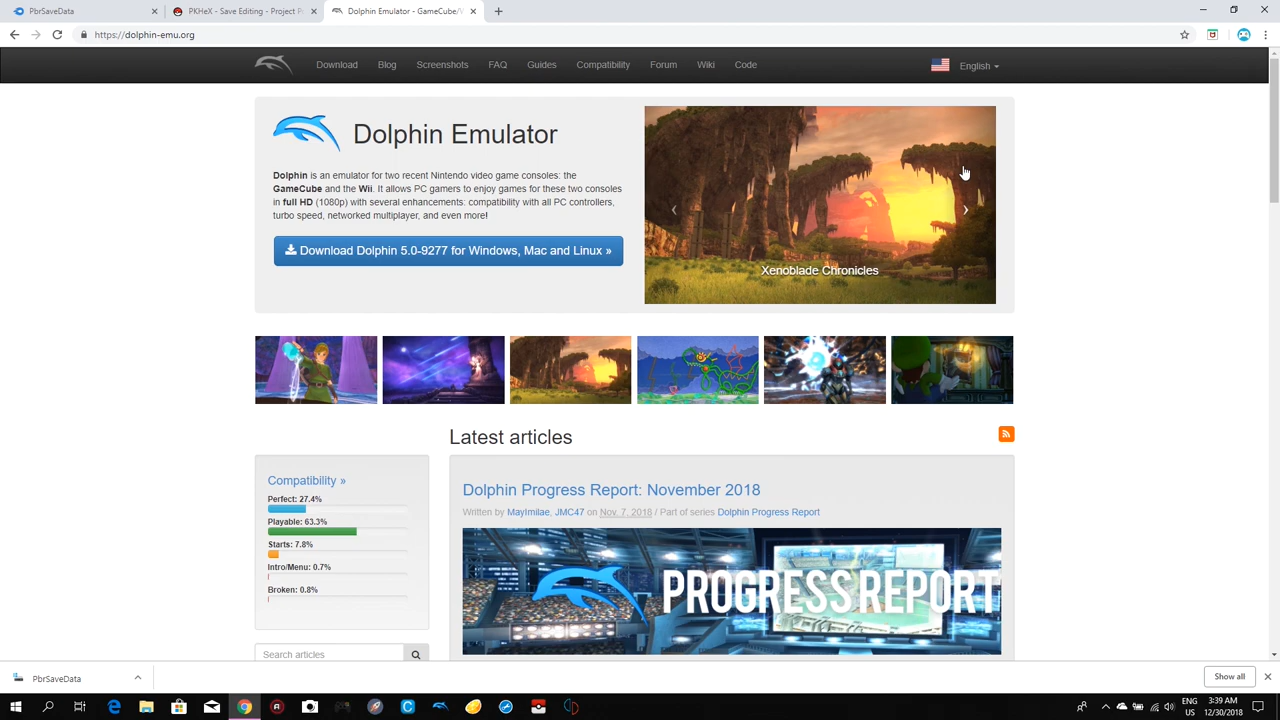 PbrSaveData
PKHeX - Save Editing - Project P
Dolphin Emulator - GameCube/W
https://dolphin-emu.org
Download
Blog
Screenshots
FAQ
Guides
Compatibility
Forum
Wiki
Code
English
Dolphin Emulator
Dolphin is an emulator for two recent Nintendo video game consoles: the
GameCube and the Wii. It allows PC gamers to enjoy games for these two consoles
in full HD (1080p) with several enhancements: compatibility with all PC controllers,
turbo speed, networked multiplayer, and even more!
Download Dolphin 5.0-9277 for Windows, Mac and Linux »
Xenoblade Chronicles
Latest articles
Compatibility »
Perfect: 27.4%
Playable: 63.3%
Starts: 7.8%
Intro/Menu: 0.7%
Broken: 0.8%
Search articles
Dolphin Progress Report: November 2018
Written by MayImilae, JMC47 on Nov. 7, 2018 / Part of series Dolphin Progress Report
PROGRESS REPORT
PbrSaveData
Show all
ENG
US
3:39 AM
12/30/2018